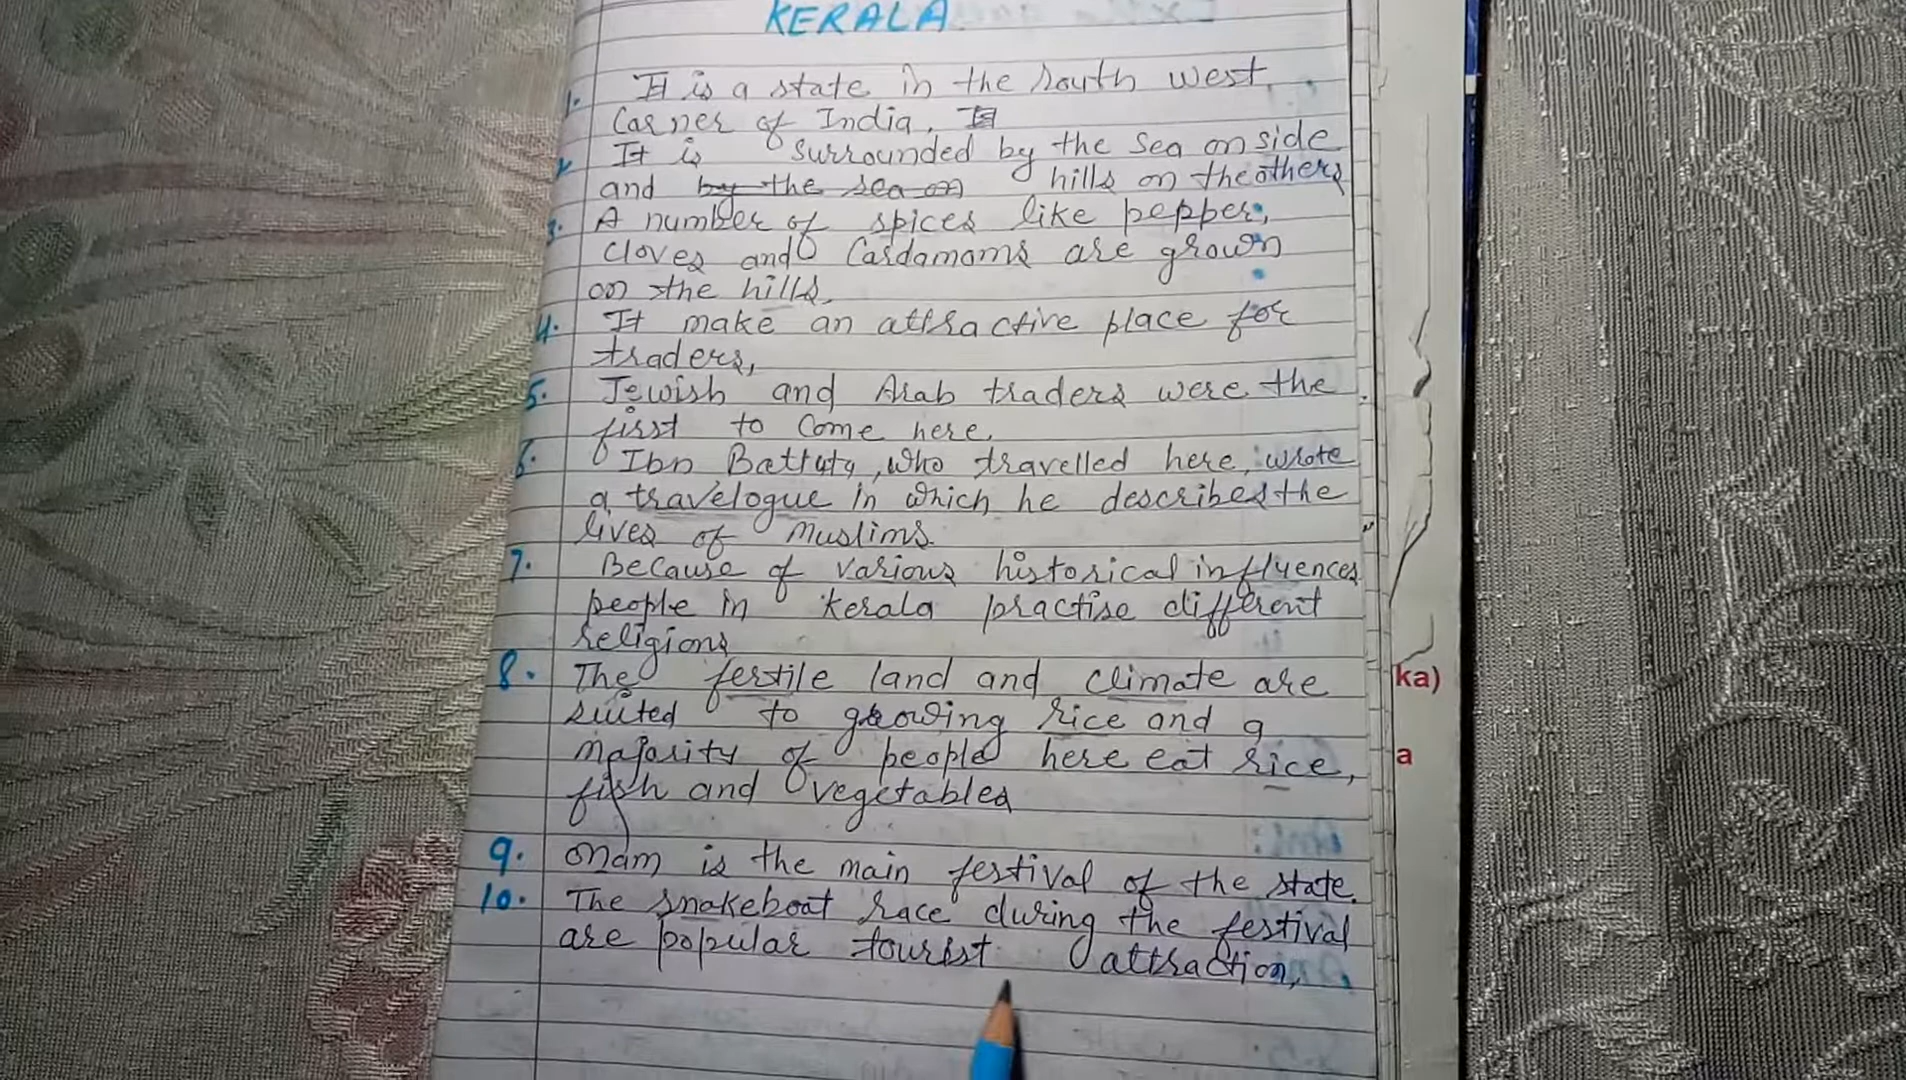 KERALA
1. It is a state in the south west
corner of India.
2. It is surrounded by the sea on side
and by the sea on hills on the others
3. A number of spices like pepper,
cloves and Cardamoms are grown
on the hills.
4. It make an attractive place for
traders,
5. Jewish and Arab traders were the
first to come here.
6. Ibn Battuta, who travelled here, wrote
a travelogue in which he described the
lives of Muslims.
7. Because of various historical influences
people in kerala practise different
religions
8. The fertile land and climate are
suited to growing rice and a
majority of people here eat rice,
fish and vegetables
9. onam is the main festival of the state.
10. The snakeboat race during the festival
are popular tourist attraction,
ka)
a